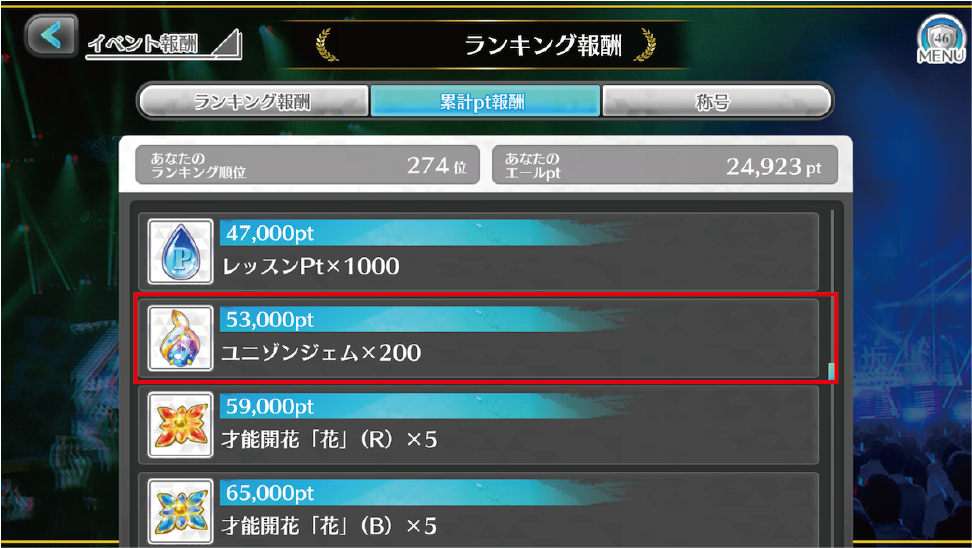 イベント報酬
ランキング報酬
46
MENU
ランキング報酬
累計pt報酬
称号
あなたの
ランキング順位
274 位
あなたの
エールpt
24,923 pt
P
47,000pt
レッスンPt×1000
53,000pt
ユニゾンジェム×200
59,000pt
才能開花「花」（R）×5
65,000pt
才能開花「花」（B）×5